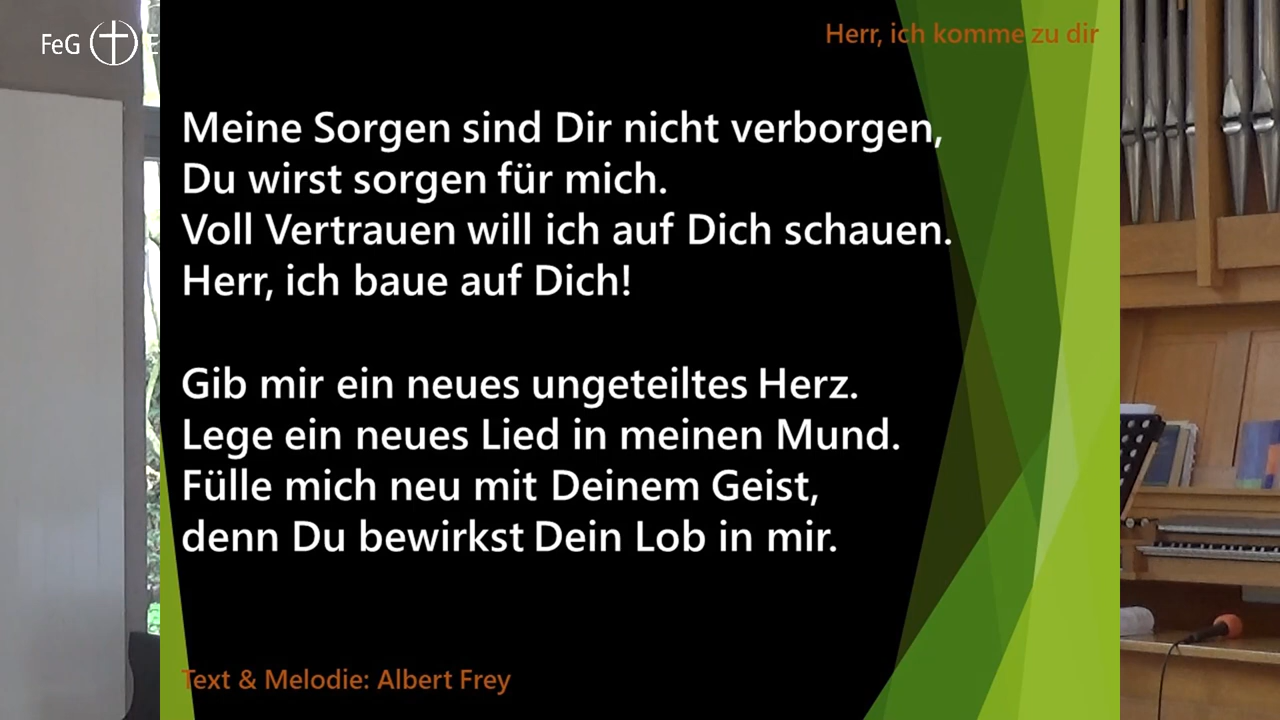 FeG E
Herr, ich komme zu dir
Meine Sorgen sind Dir nicht verborgen,
Du wirst sorgen für mich.
Voll Vertrauen will ich auf Dich schauen.
Herr, ich baue auf Dich!
Gib mir ein neues ungeteiltes Herz.
Lege ein neues Lied in meinen Mund.
Fülle mich neu mit Deinem Geist,
denn Du bewirkst Dein Lob in mir.
Text & Melodie: Albert Frey